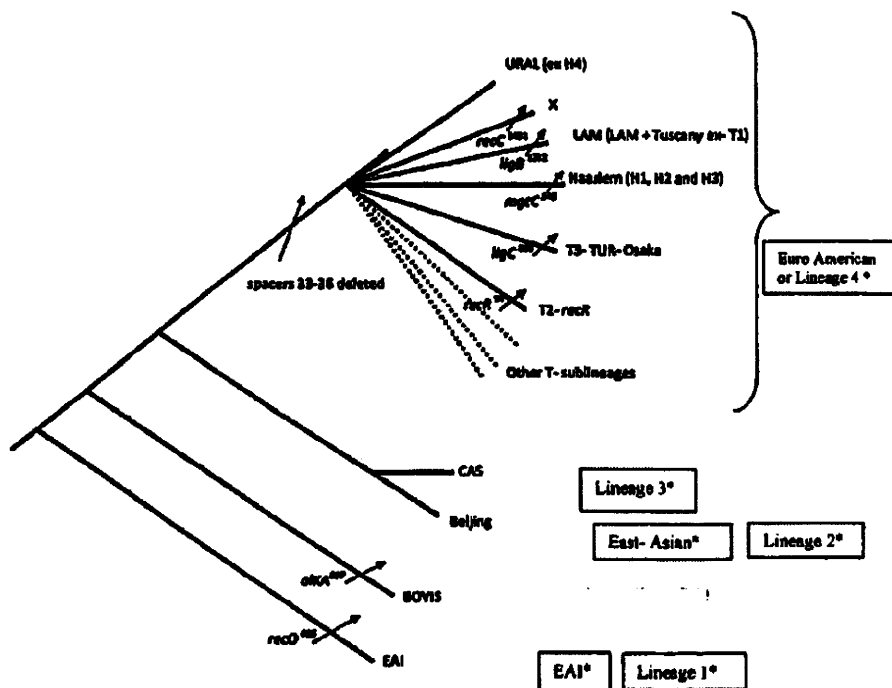 URAL (ex H4)
X
recC
LAM (LAM + Tuscany ex- T1)
ligB
Haarlem (H1, H2 and H3)
mgtC
ligC
T3- TUR- Osaka
Euro American
or Lineage 4 *
spacers 33-36 deleted
recR
T2- recR
Other T- sublineages
CAS
Lineage 3*
Beijing
East- Asian*
Lineage 2*
BOVIS
recO
EAI
EAI*
Lineage 1*